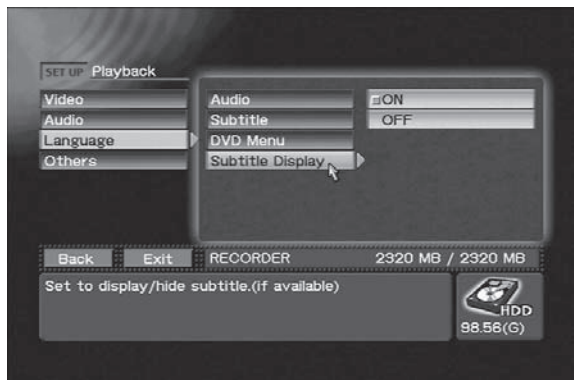 SET UP Playback
Video
Audio
Language
Others
Audio
Subtitle
DVD Menu
Subtitle Display
ON
OFF
Back Exit RECORDER 2320 MB / 2320 MB
Set to display/hide subtitle.(if available)
HDD
98.56(G)